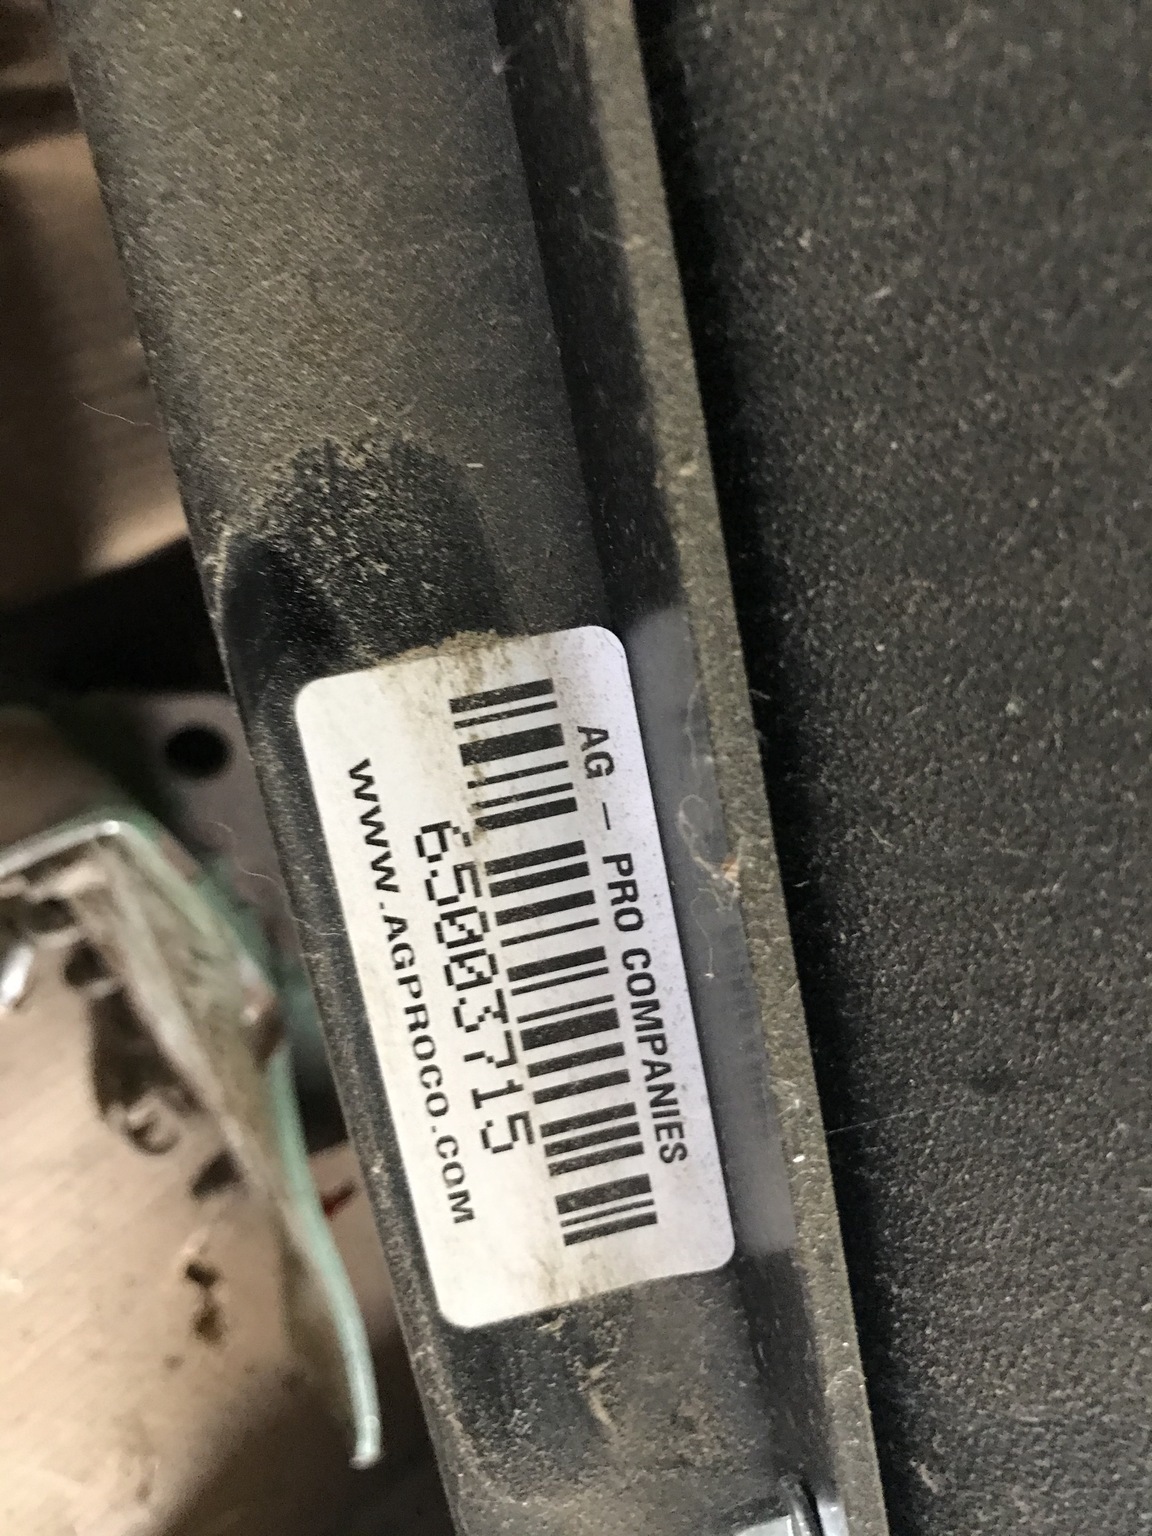 AG - PRO COMPANIES
65003715
WWW.AGPROCO.COM